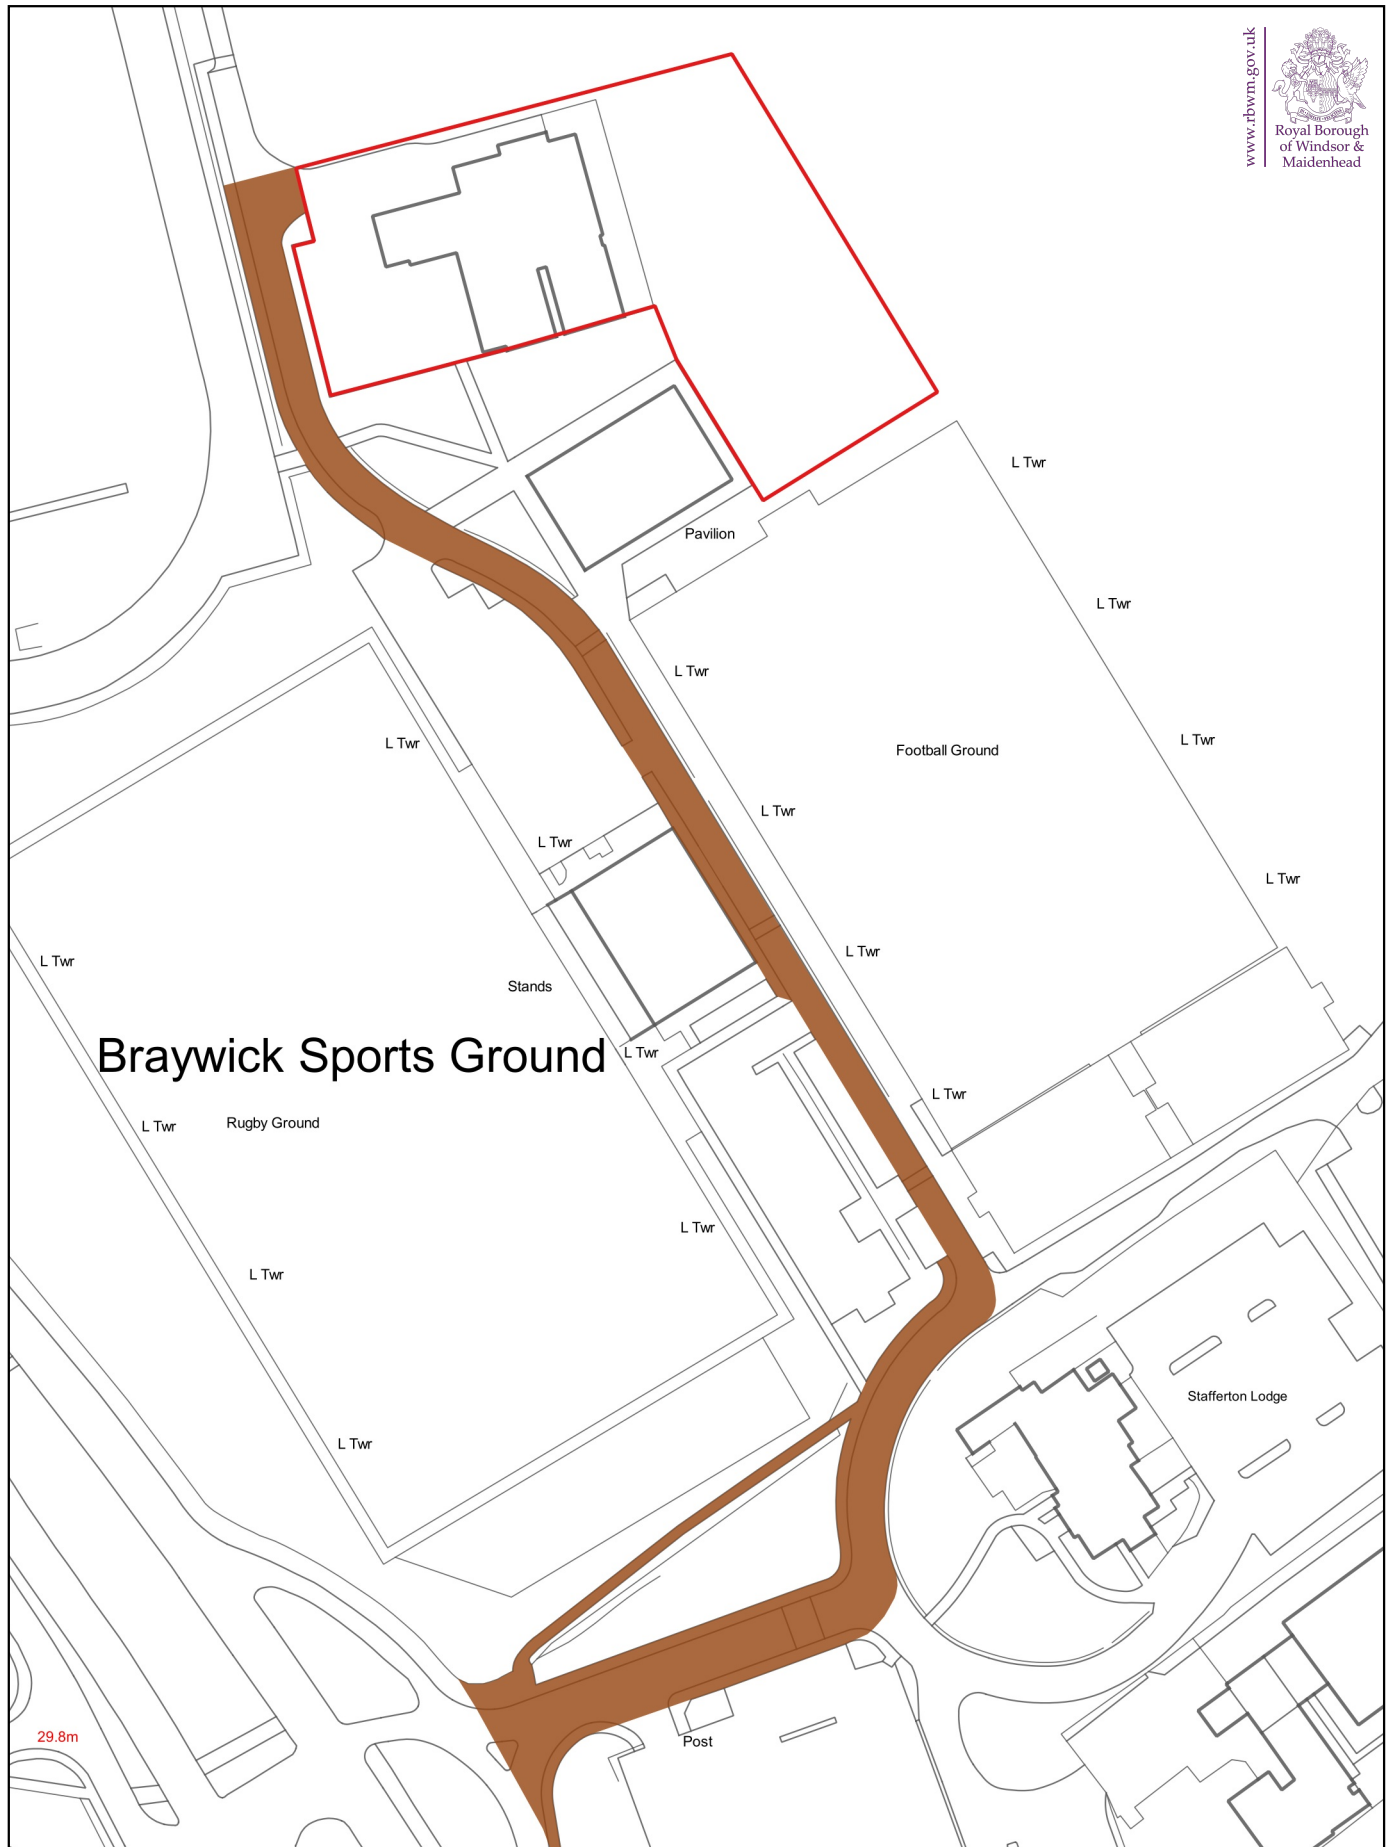 www.rbwm.gov.uk
Royal Borough
of Windsor &
Maidenhead
L Twr
Pavilion
L Twr
L Twr
L Twr
L Twr
Football Ground
L Twr
L Twr
L Twr
L Twr
L Twr
Stands
Braywick Sports Ground
L Twr
L Twr
L Twr
Rugby Ground
L Twr
L Twr
Stafferton Lodge
L Twr
29.8m
Post